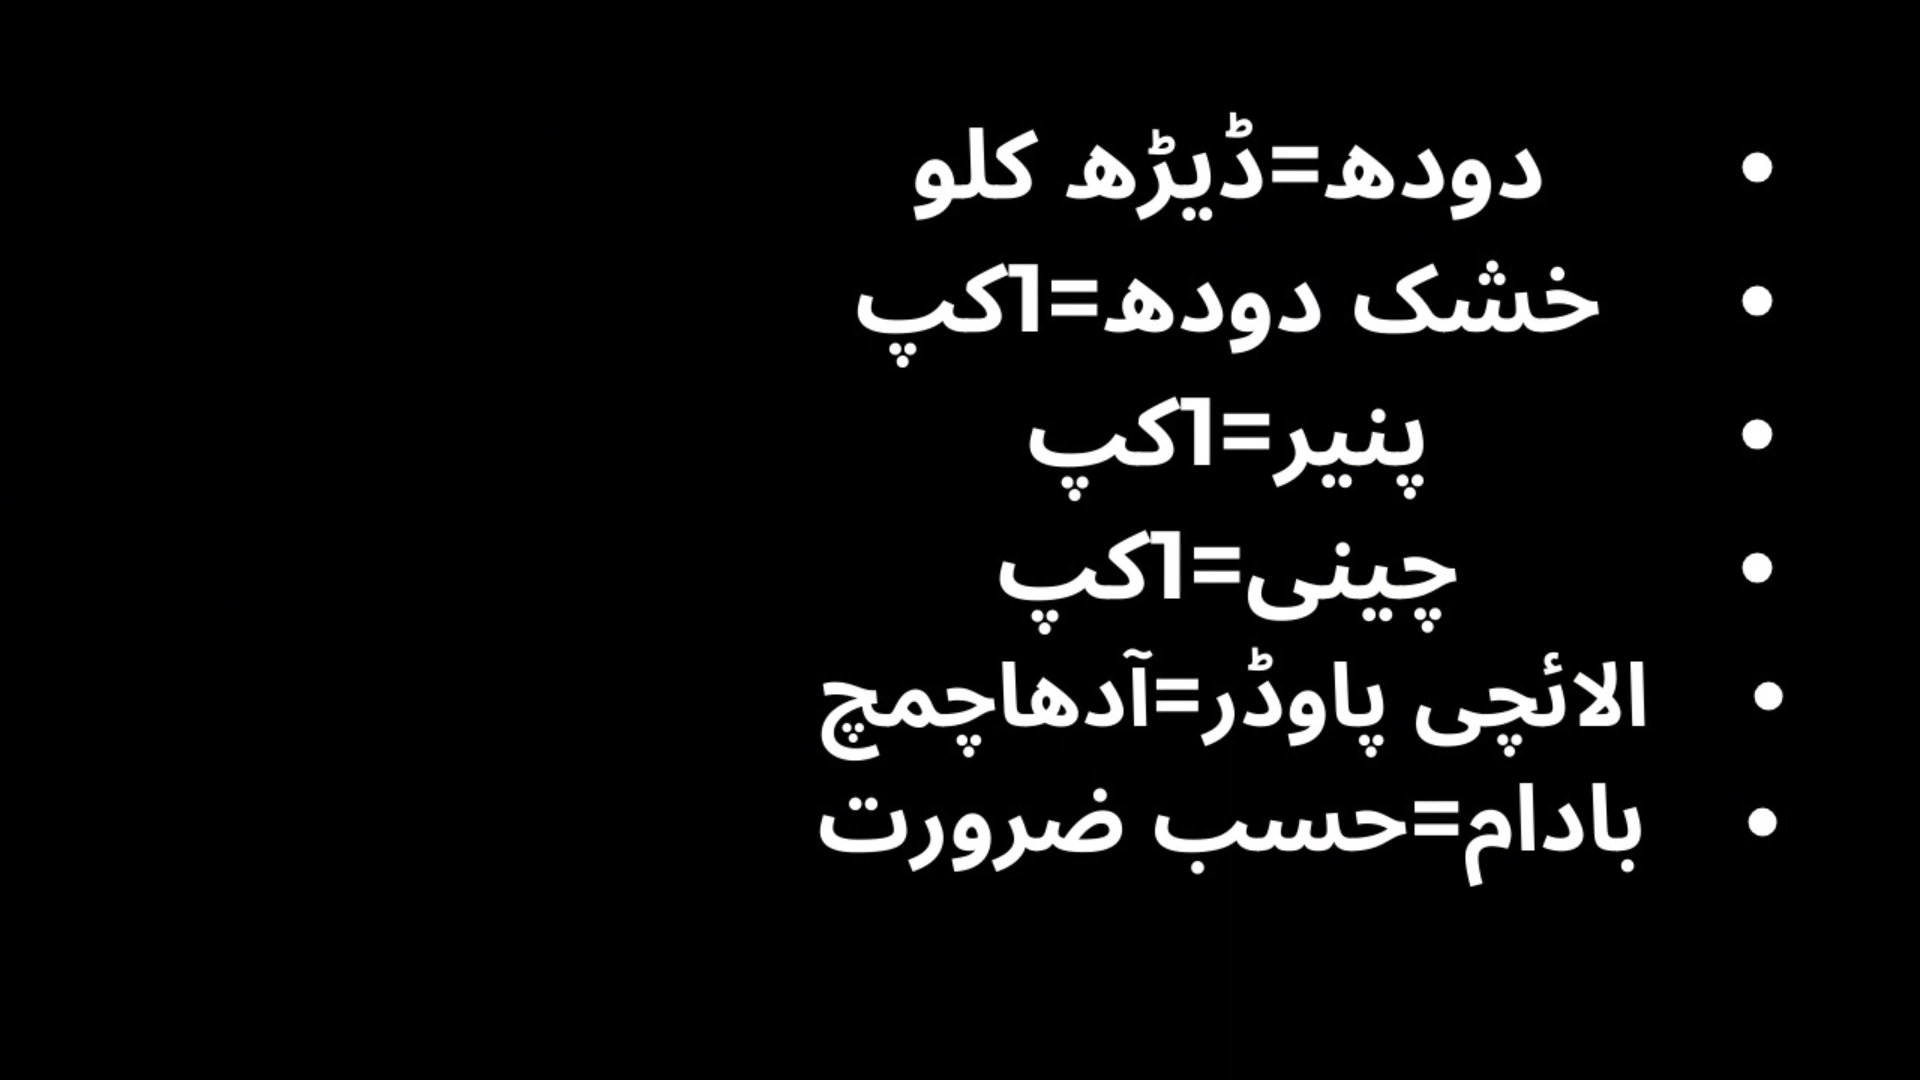 • دودھ=ڈیڑھ کلو
• خشک دودھ=1کپ
• پنیر=1کپ
• چینی=1کپ
• الائچی پاوڈر=آدھاچمچ
• بادام=حسب ضرورت